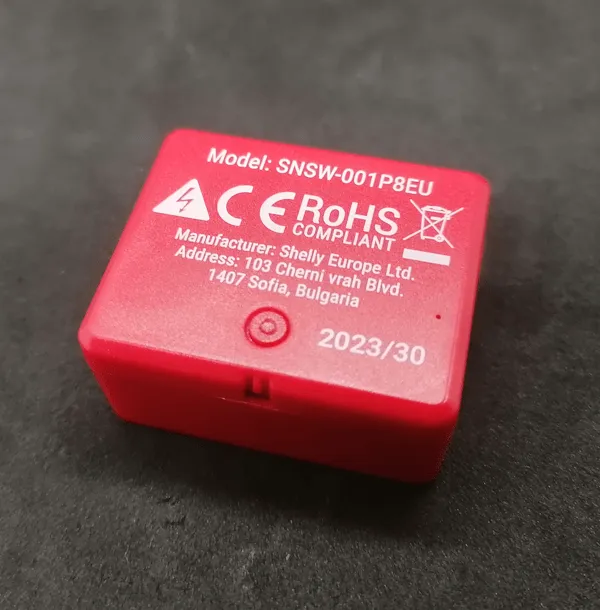 Model: SNSW-001P8EU
CE RoHS
COMPLIANT
Manufacturer: Shelly Europe Ltd.
Address: 103 Cherni vrah Blvd.
1407 Sofia, Bulgaria
2023/30